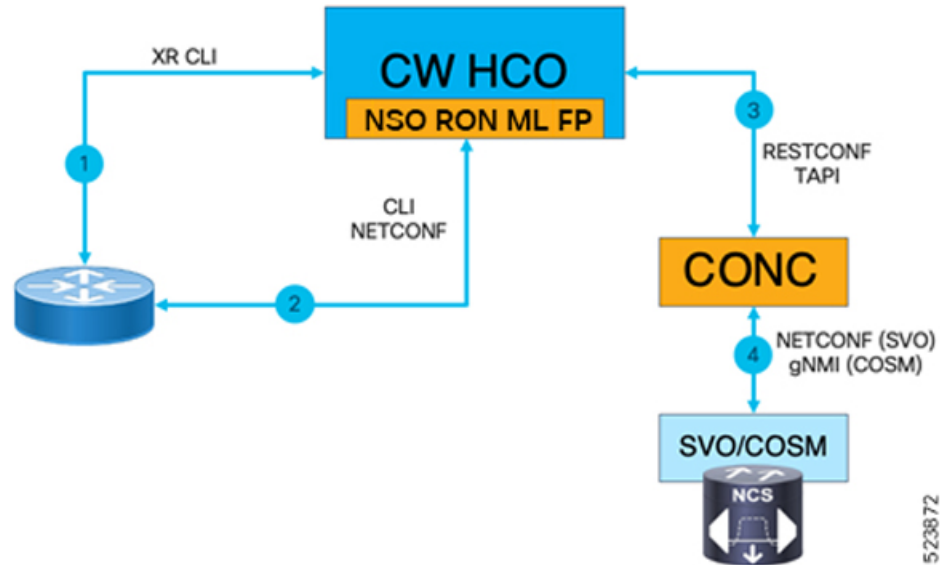 XR CLI
CW HCO
NSO RON ML FP
1
3
RESTCONF
TAPI
CLI
NETCONF
2
CONC
4
NETCONF (SVO)
gNMI (COSM)
SVO/COSM
NCS
523872